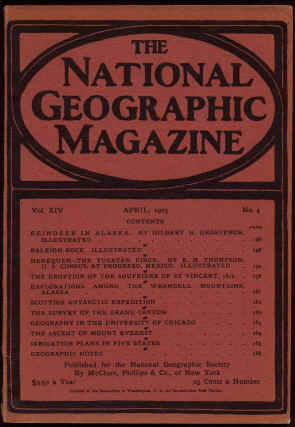 THE
NATIONAL
GEOGRAPHIC
MAGAZINE
Vol. XIV APRIL, 1903 No. 4
CONTENTS
REINDEER IN ALASKA. BY GILBERT H. GROSVENOR.
ILLUSTRATED
RALEIGH ROCK. ILLUSTRATED
HENEQUEN—THE YUCATAN FIBER. BY E. H. THOMPSON,
U. S. CONSUL AT PROGRESO, MEXICO. ILLUSTRATED
THE ERUPTION OF THE SOUFRIERE OF ST VINCENT,
EXPLORATIONS AMONG THE WRANGELL MOUNTAINS,
ALASKA
SCOTTISH ANTARCTIC EXPEDITION
THE SURVEY OF THE GRAND CANYON
GEOGRAPHY IN THE UNIVERSITY OF CHICAGO
THE ASCENT OF MOUNT EVEREST
IRRIGATION PLANS IN FIVE STATES
GEOGRAPHIC NOTES
Published for the National Geographic Society
By McClure, Phillips & Co., of New York
$2.50 a Year 25 Cents a Number